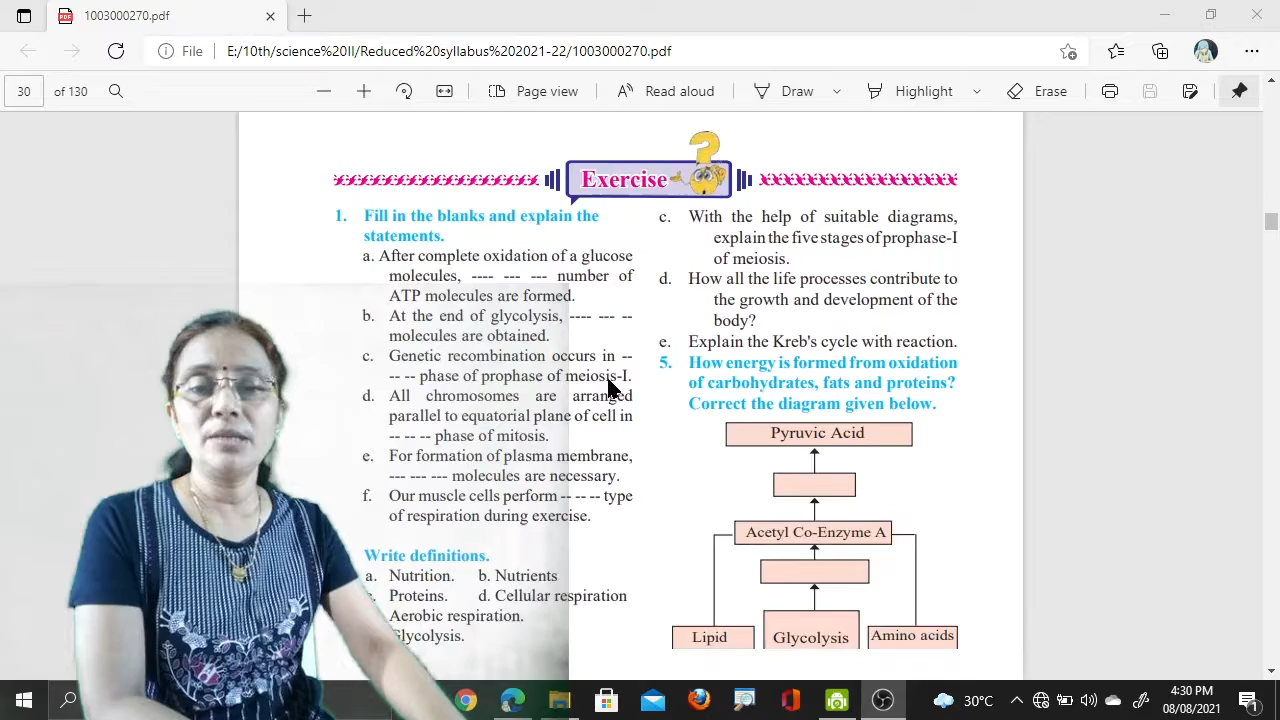 1003000270.pdf
File
E:/10th/science%20II/Reduced%20syllabus%202021-22/1003000270.pdf
30 of 130
Page view
Read aloud
Draw
Highlight
Erase
Exercise
1. Fill in the blanks and explain the
statements.
a. After complete oxidation of a glucose
molecules, ---- --- --- number of
ATP molecules are formed.
b. At the end of glycolysis, ---- --- --
molecules are obtained.
c. Genetic recombination occurs in --
-- -- phase of prophase of meiosis-I.
d. All chromosomes are arranged
parallel to equatorial plane of cell in
-- -- -- phase of mitosis.
e. For formation of plasma membrane,
--- --- --- molecules are necessary.
f. Our muscle cells perform -- -- -- type
of respiration during exercise.
Write definitions.
a. Nutrition. b. Nutrients
Proteins. d. Cellular respiration
Aerobic respiration.
Glycolysis.
c. With the help of suitable diagrams,
explain the five stages of prophase-I
of meiosis.
d. How all the life processes contribute to
the growth and development of the
body?
e. Explain the Kreb's cycle with reaction.
5. How energy is formed from oxidation
of carbohydrates, fats and proteins?
Correct the diagram given below.
Pyruvic Acid
Acetyl Co-Enzyme A
Lipid
Glycolysis
Amino acids
30°C
4:30 PM
08/08/2021